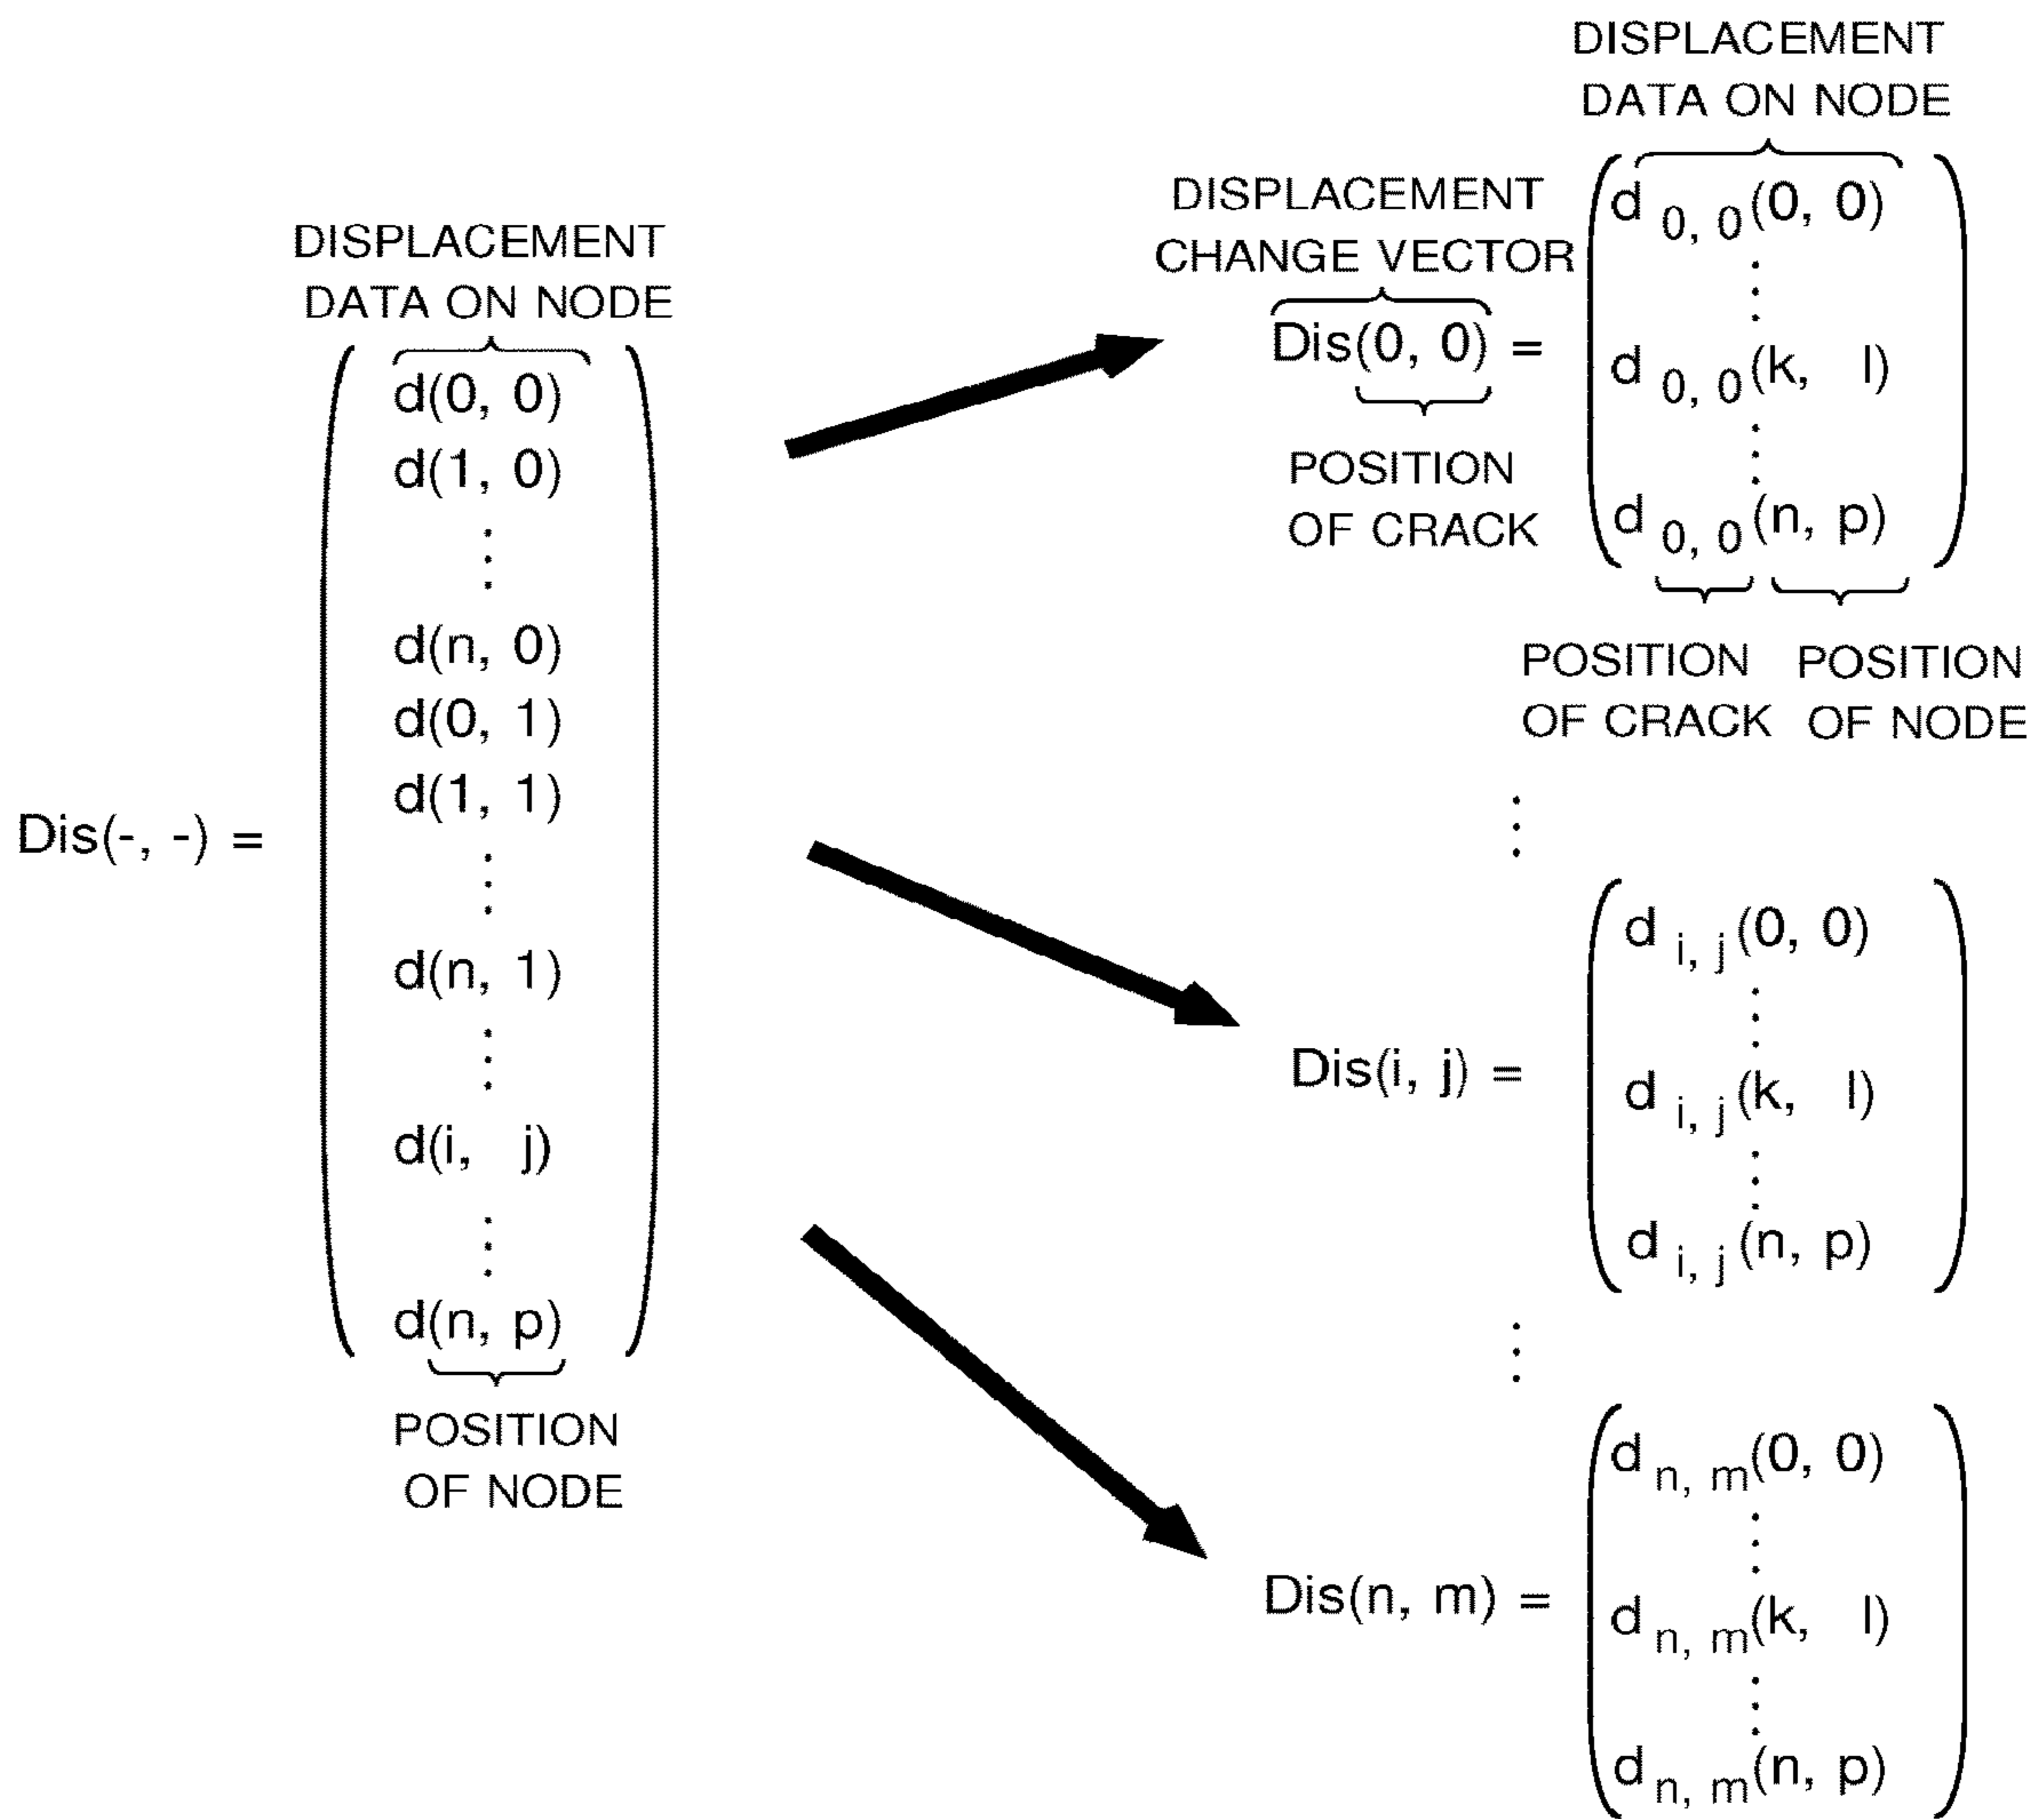 DISPLACEMENT
DATA ON NODE
d(0, 0)
d(1, 0)
d(n, 0)
d(0, 1)
d(1, 1)
Dis(-, -) =
d(n, 1)
d(i, j)
d(n, p)
POSITION
OF NODE
DISPLACEMENT
DATA ON NODE
DISPLACEMENT
CHANGE VECTOR
Dis(0, 0) =
POSITION
OF CRACK
d 0, 0 (0, 0)
d 0, 0 (k, l)
d 0, 0 (n, p)
POSITION
OF CRACK
POSITION
OF NODE
Dis(i, j) =
d i, j (0, 0)
d i, j (k, l)
d i, j (n, p)
Dis(n, m) =
d n, m (0, 0)
d n, m (k, l)
d n, m (n, p)